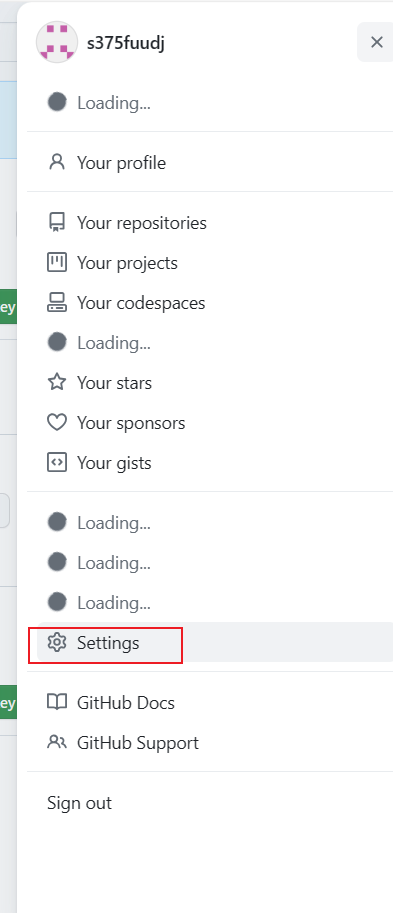 s375fuudj
Loading...
Your profile
Your repositories
Your projects
Your codespaces
Loading...
Your stars
Your sponsors
Your gists
Loading...
Loading...
Loading...
Settings
GitHub Docs
GitHub Support
Sign out
ey
ey